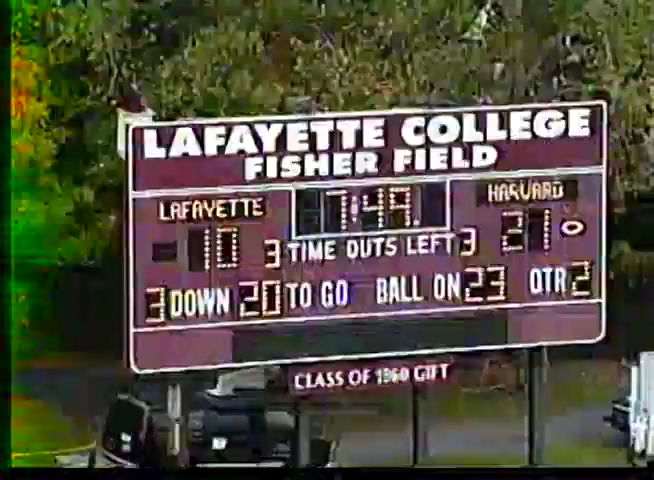 LAFAYETTE COLLEGE
FISHER FIELD
LAFAYETTE 7:49 HARVARD
10 3 TIME OUTS LEFT 3 21
3 DOWN 20 TO GO BALL ON 23 QTR 2
CLASS OF 1960 GIFT